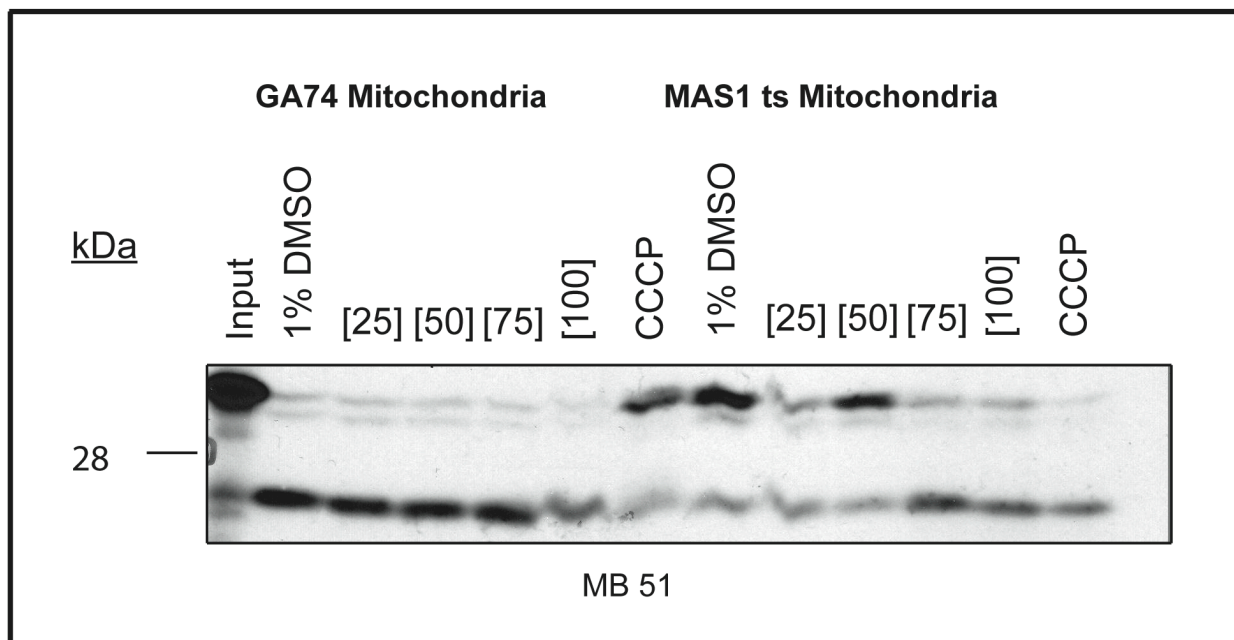 GA74 Mitochondria MAS1 ts Mitochondria
kDa Input 1% DMSO [25] [50] [75] [100] CCCP 1% DMSO [25] [50] [75] [100] CCCP
28
MB 51